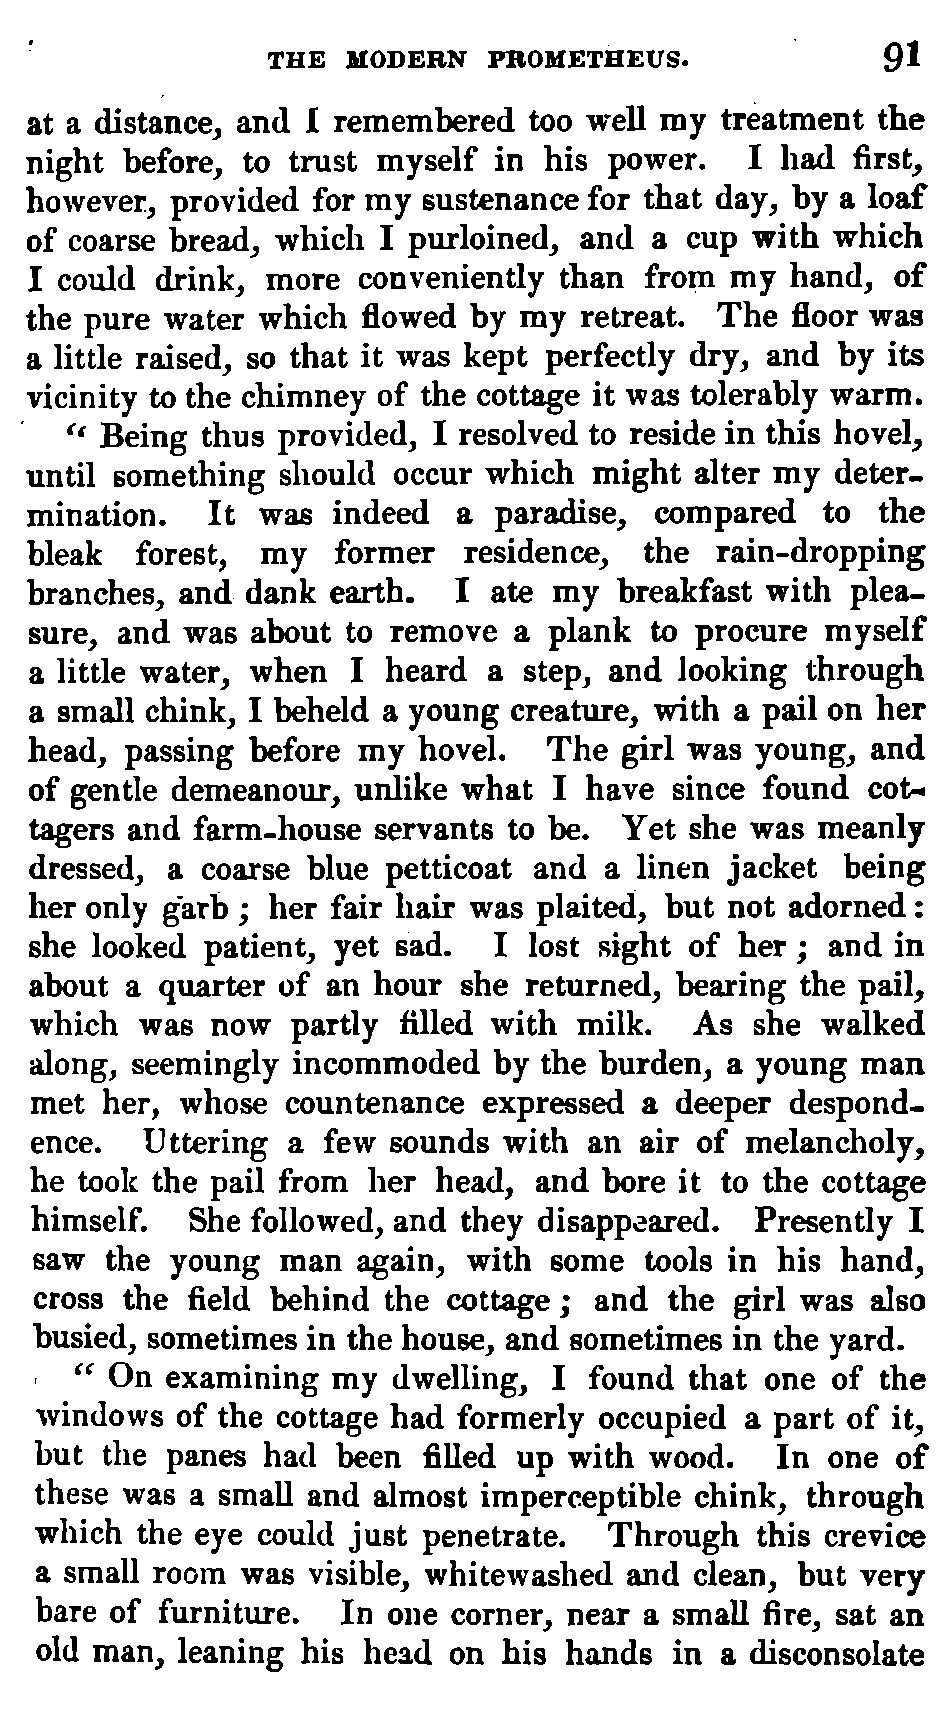 THE MODERN PROMETHEUS. 91
at a distance, and I remembered too well my treatment the
night before, to trust myself in his power. I had first,
however, provided for my sustenance for that day, by a loaf
of coarse bread, which I purloined, and a cup with which
I could drink, more conveniently than from my hand, of
the pure water which flowed by my retreat. The floor was
a little raised, so that it was kept perfectly dry, and by its
vicinity to the chimney of the cottage it was tolerably warm.
“ Being thus provided, I resolved to reside in this hovel,
until something should occur which might alter my deter-
mination. It was indeed a paradise, compared to the
bleak forest, my former residence, the rain-dropping
branches, and dank earth. I ate my breakfast with plea-
sure, and was about to remove a plank to procure myself
a little water, when I heard a step, and looking through
a small chink, I beheld a young creature, with a pail on her
head, passing before my hovel. The girl was young, and
of gentle demeanour, unlike what I have since found cot-
tagers and farm-house servants to be. Yet she was meanly
dressed, a coarse blue petticoat and a linen jacket being
her only garb ; her fair hair was plaited, but not adorned :
she looked patient, yet sad. I lost sight of her ; and in
about a quarter of an hour she returned, bearing the pail,
which was now partly filled with milk. As she walked
along, seemingly incommoded by the burden, a young man
met her, whose countenance expressed a deeper despond-
ence. Uttering a few sounds with an air of melancholy,
he took the pail from her head, and bore it to the cottage
himself. She followed, and they disappeared. Presently I
saw the young man again, with some tools in his hand,
cross the field behind the cottage ; and the girl was also
busied, sometimes in the house, and sometimes in the yard.
“ On examining my dwelling, I found that one of the
windows of the cottage had formerly occupied a part of it,
but the panes had been filled up with wood. In one of
these was a small and almost imperceptible chink, through
which the eye could just penetrate. Through this crevice
a small room was visible, whitewashed and clean, but very
bare of furniture. In one corner, near a small fire, sat an
old man, leaning his head on his hands in a disconsolate